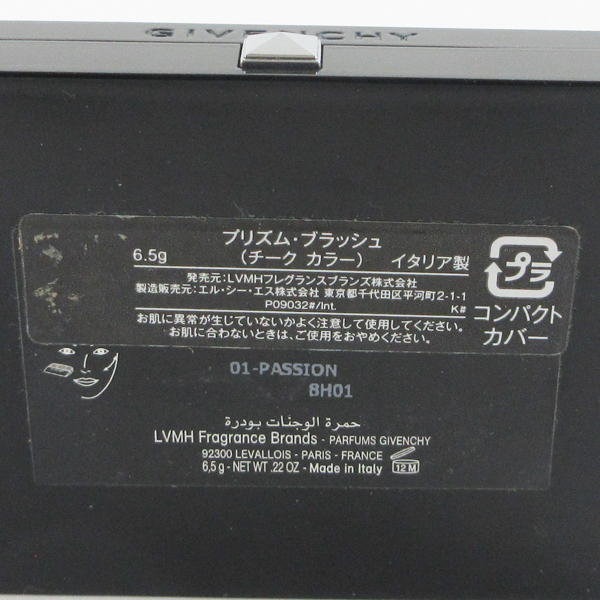 GIVENCHY
プリズム・ブラッシュ
6.5g （チーク カラー） イタリア製
発売元:LVMHフレグランスブランズ株式会社
製造販売元:エル・シー・エス株式会社 東京都千代田区平河町2-1-1
P09032#/Int. K#
お肌に異常が生じていないかよく注意して使用してください。
お肌に合わないときは、ご使用をおやめください。
プラ
コンパクト
カバー
01-PASSION
8H01
حمرة الوجنات بودرة
LVMH Fragrance Brands - PARFUMS GIVENCHY
92300 LEVALLOIS - PARIS - FRANCE
6,5 g - NET WT. .22 OZ - Made in Italy 12 M